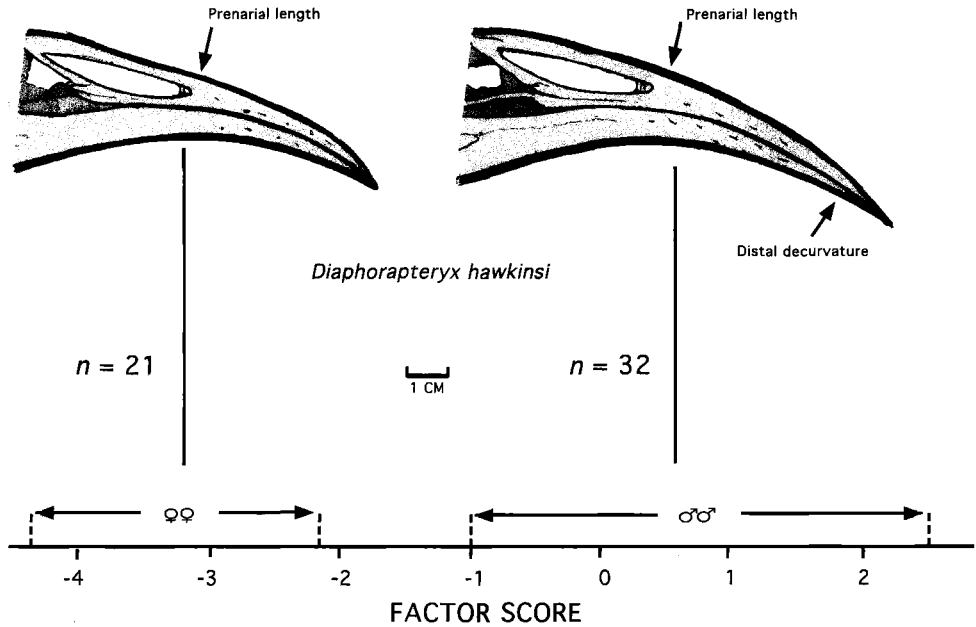 Prenarial length
Prenarial length
Distal decurvature
Diaphorapteryx hawkinsi
n = 21
n = 32
1 CM
♀♀
♂♂
-4 -3 -2 -1 0 1 2
FACTOR SCORE